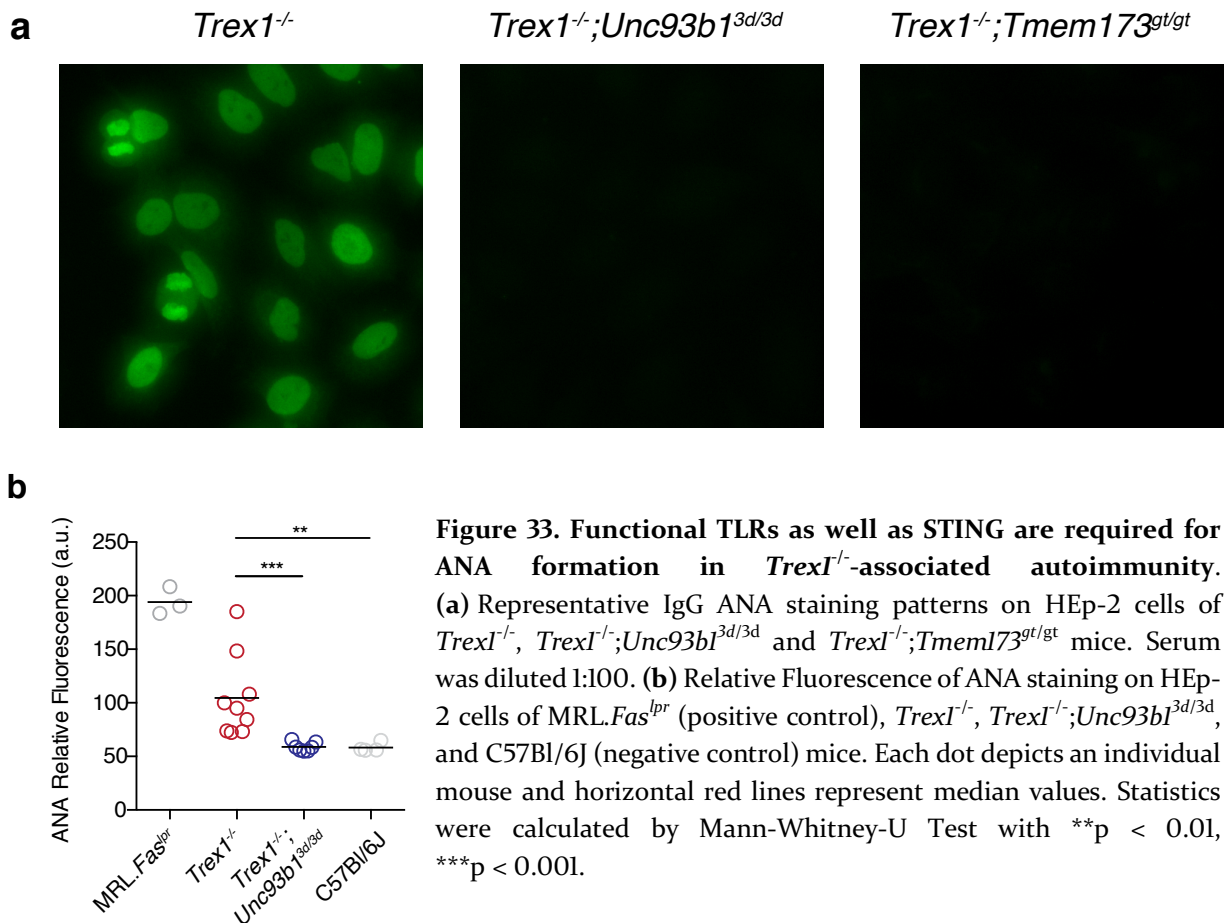 a
Trex1-/-
Trex1-/-;Unc93b13d/3d
Trex1-/-;Tmem173gt/gt
b
ANA Relative Fluorescence (a.u.)
250
200
150
100
50
0
**
***
MRL.Faslpr
Trex1-/-
Trex1-/-;
Unc93b13d/3d
C57Bl/6J
Figure 33. Functional TLRs as well as STING are required for
ANA formation in Trex1-/--associated autoimmunity.
(a) Representative IgG ANA staining patterns on HEp-2 cells of
Trex1-/-, Trex1-/-;Unc93b13d/3d and Trex1-/-;Tmem173gt/gt mice. Serum
was diluted 1:100. (b) Relative Fluorescence of ANA staining on HEp-
2 cells of MRL.Faslpr (positive control), Trex1-/-, Trex1-/-;Unc93b13d/3d,
and C57Bl/6J (negative control) mice. Each dot depicts an individual
mouse and horizontal red lines represent median values. Statistics
were calculated by Mann-Whitney-U Test with **p < 0.01,
***p < 0.001.